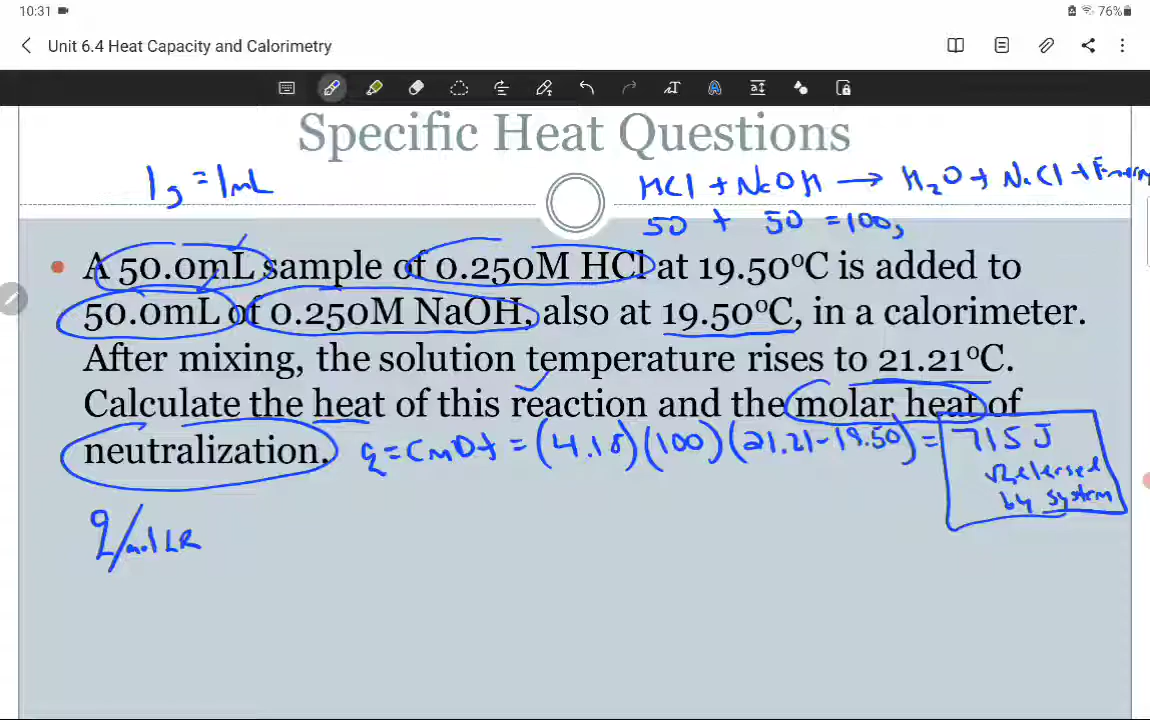 10:31
76%
Unit 6.4 Heat Capacity and Calorimetry
Specific Heat Questions
1g = 1mL
HCl + NaOH → H₂O + NaCl + Energy
50 + 50 = 100g
A 50.0mL sample of 0.250M HCl at 19.50⁰C is added to
50.0mL of 0.250M NaOH, also at 19.50⁰C, in a calorimeter.
After mixing, the solution temperature rises to 21.21⁰C.
Calculate the heat of this reaction and the molar heat of
neutralization.
q = CmDt = (4.18)(100)(21.21-19.50) = 715 J
Released
by system
q/mol LR